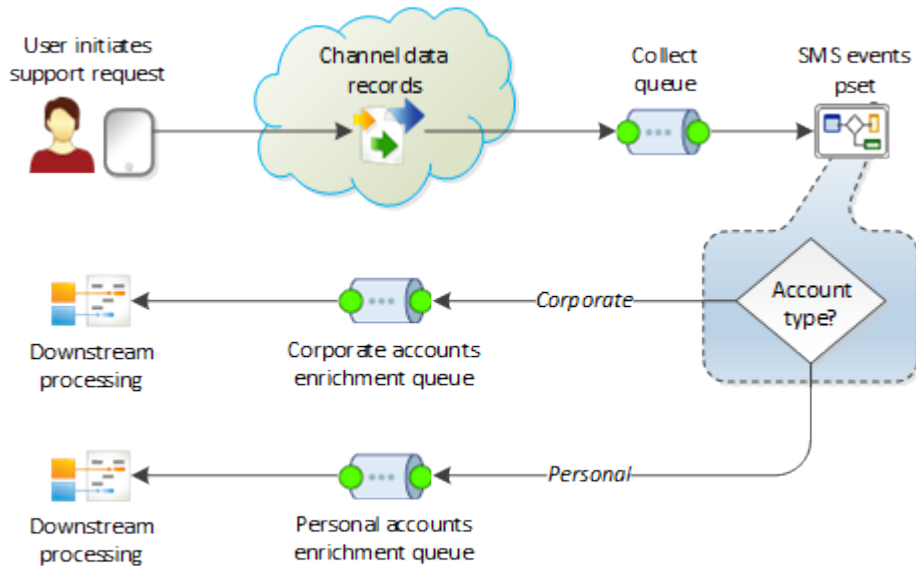 User initiates
support request
Channel data
records
Collect
queue
SMS events
pset
Account
type?
Corporate
Corporate accounts
enrichment queue
Downstream
processing
Personal
Personal accounts
enrichment queue
Downstream
processing